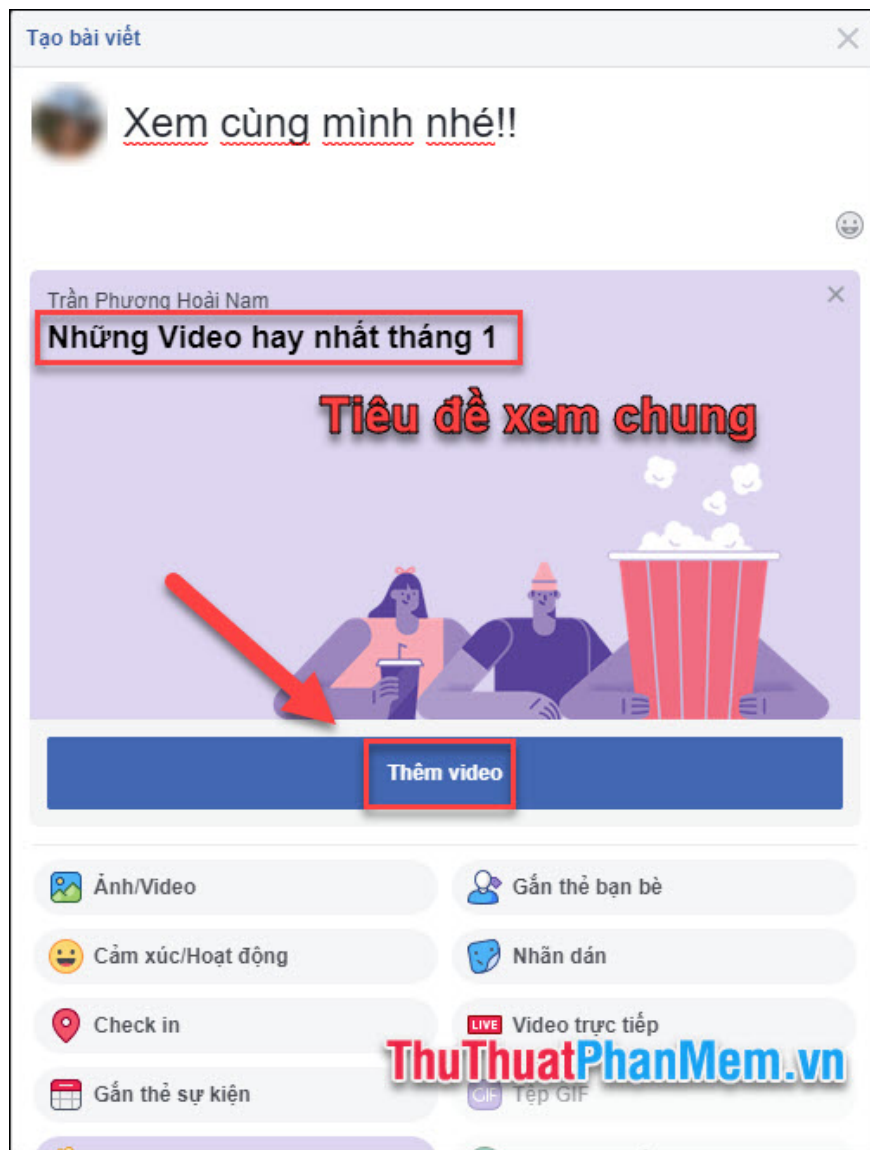 Tạo bài viết
Xem cùng mình nhé!!
Trần Phương Hoài Nam
Những Video hay nhất tháng 1
Tiêu đề xem chung
Thêm video
Ảnh/Video
Gắn thẻ bạn bè
Cảm xúc/Hoạt động
Nhãn dán
Check in
LIVE Video trực tiếp
ThuThuatPhanMem.vn
Gắn thẻ sự kiện
GIF Tệp GIF